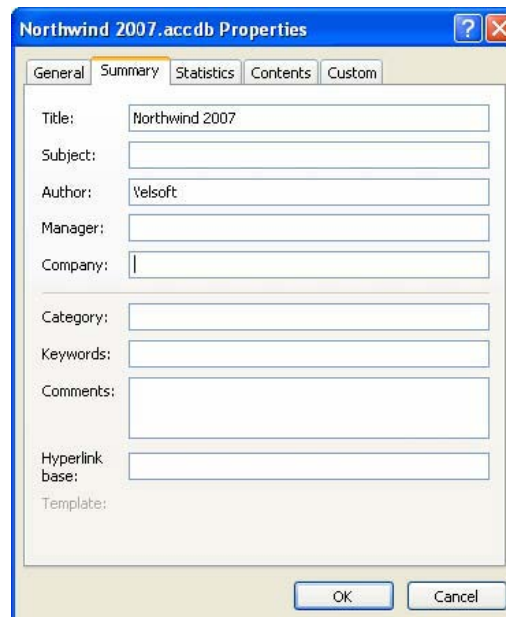 Northwind 2007.accdb Properties
General Summary Statistics Contents Custom
Title: Northwind 2007
Subject:
Author: Velsoft
Manager:
Company:
Category:
Keywords:
Comments:
Hyperlink
base:
Template:
OK Cancel